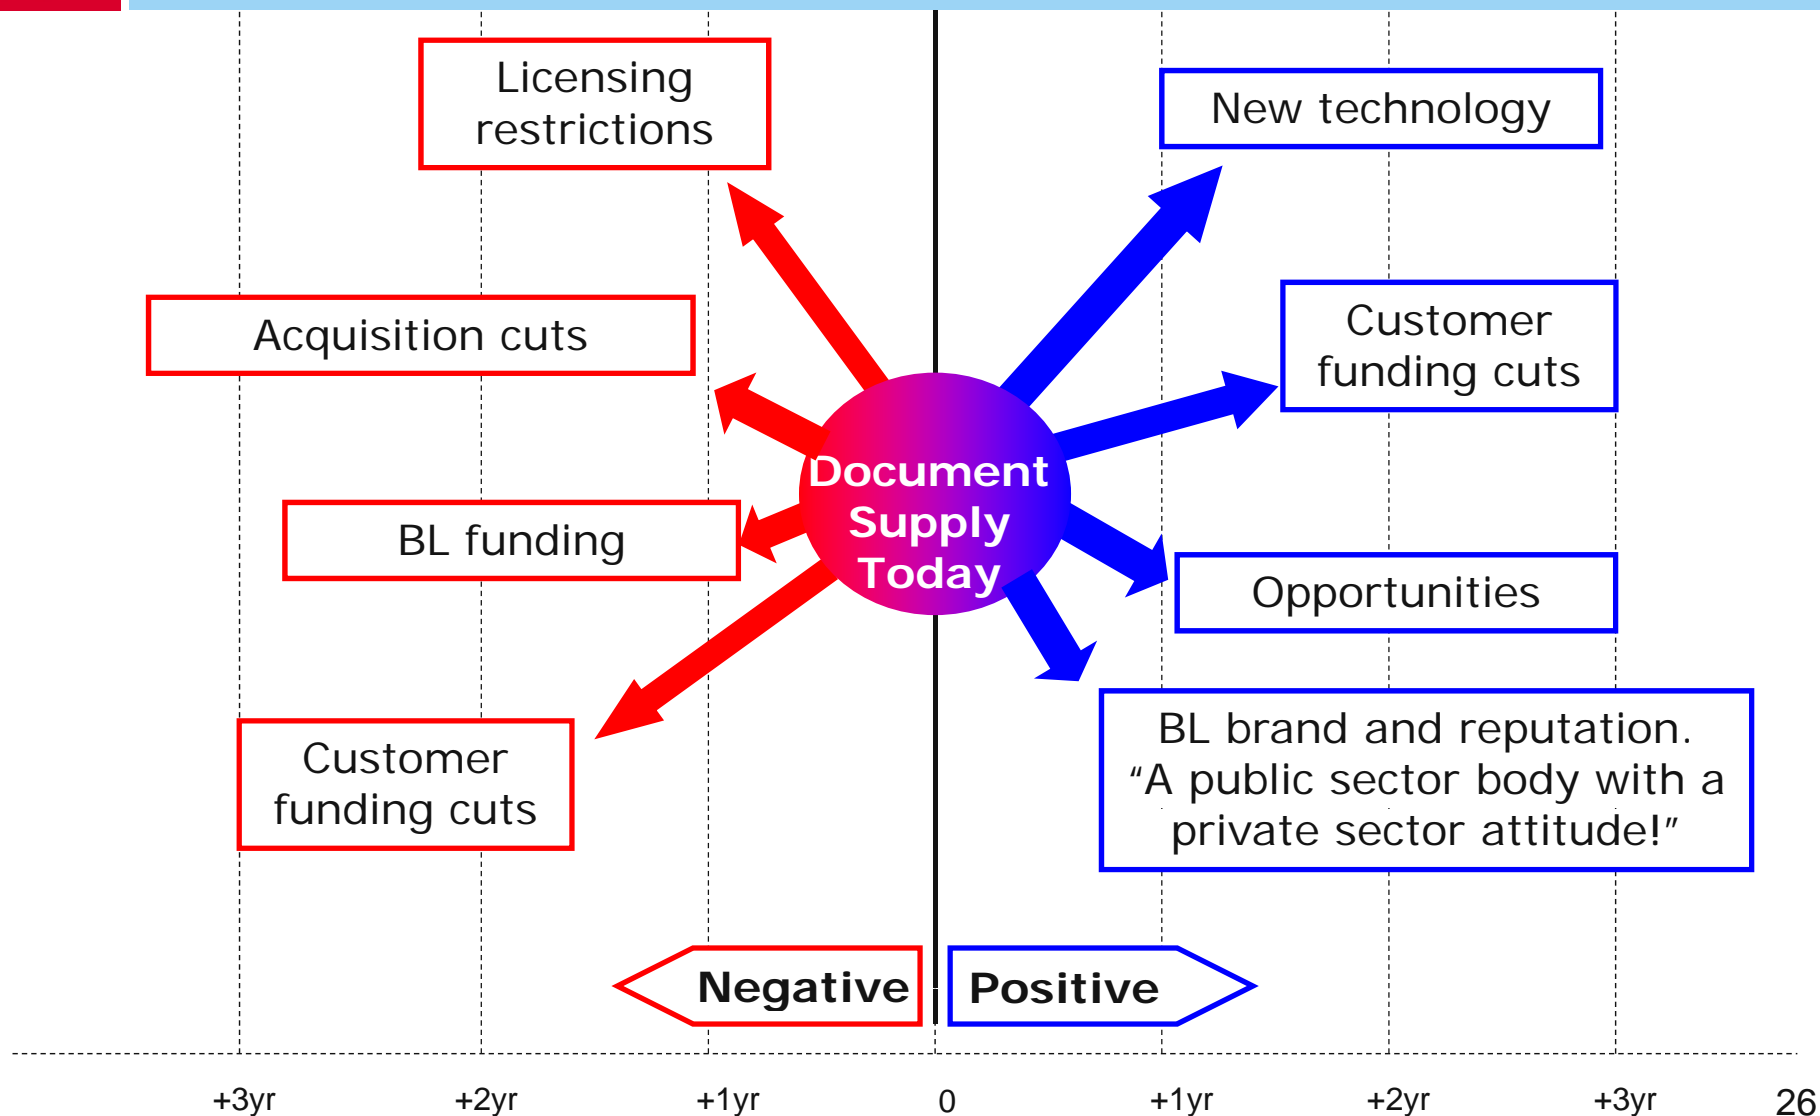 Licensing
restrictions
New technology
Acquisition cuts
Customer
funding cuts
Document
Supply
Today
BL funding
Opportunities
Customer
funding cuts
BL brand and reputation.
“A public sector body with a
private sector attitude!”
Negative
Positive
+3yr +2yr +1yr 0 +1yr +2yr +3yr 26